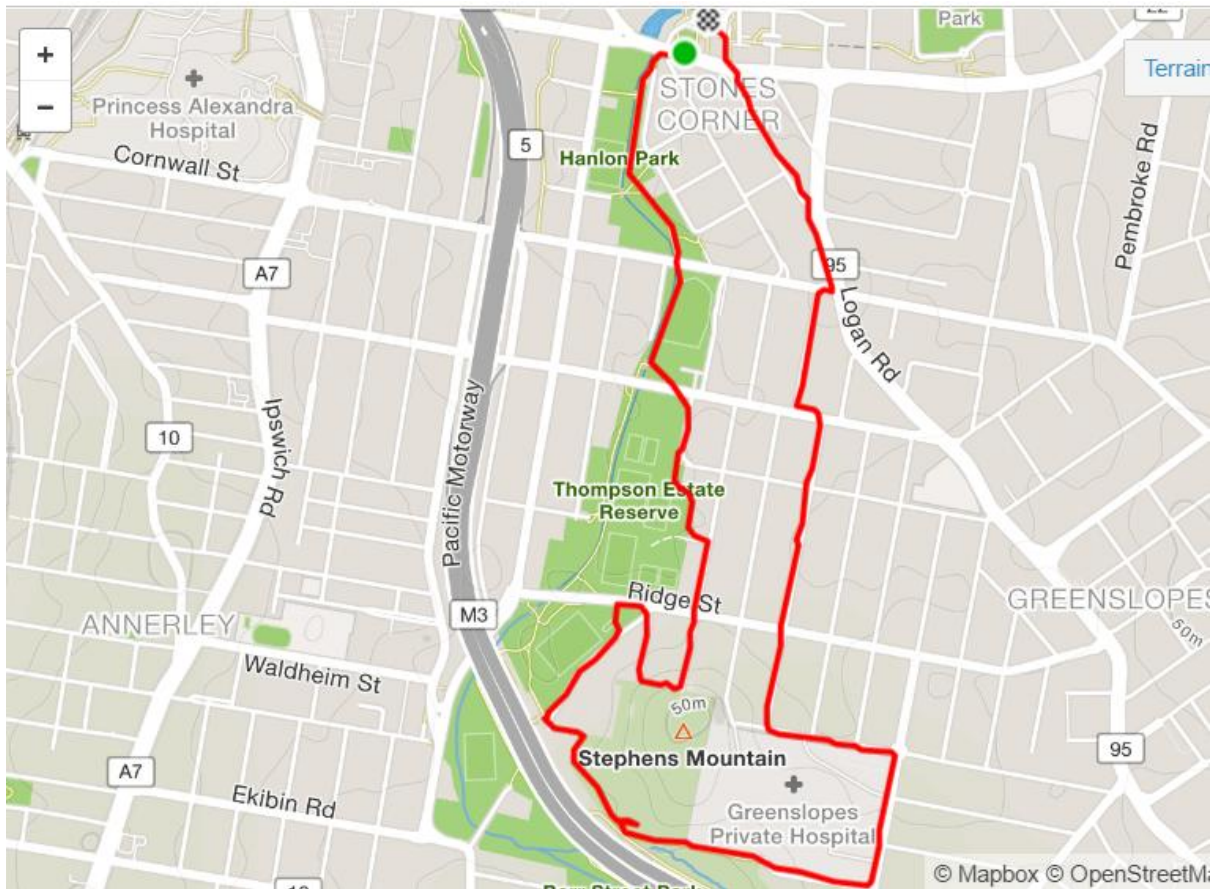 +
−
Princess Alexandra
Hospital
Cornwall St
A7
5
STONES
CORNER
Hanlon Park
Park
22
Terrain
Pembroke Rd
95
Logan Rd
10
Ipswich Rd
Pacific Motorway
Thompson Estate
Reserve
M3
Ridge St
GREENSLOPES
50m
ANNERLEY
Waldheim St
50m
Stephens Mountain
95
A7
Ekibin Rd
Greenslopes
Private Hospital
10
© Mapbox © OpenStreetMa